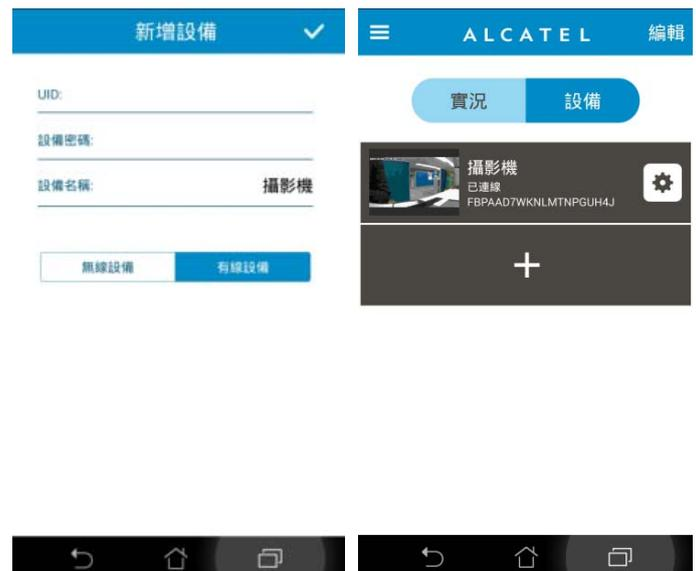 新增設備
UID:
設備密碼:
設備名稱: 攝影機
無線設備 有線設備
ALCATEL 編輯
實況 設備
攝影機
已連線
FBPAAD7WKNLMTNPGUH4J